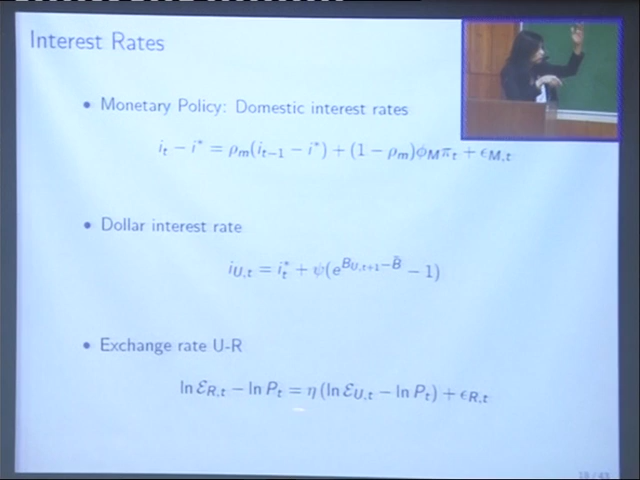 Interest Rates
• Monetary Policy: Domestic interest rates
i_t − i* = ρ_m(i_{t−1} − i*) + (1 − ρ_m)φ_M π_t + ϵ_{M,t}
• Dollar interest rate
i_{U,t} = i*_t + ψ(e^{B_{U,t+1}−B̄} − 1)
• Exchange rate U-R
ln ℰ_{R,t} − ln P_t = η (ln ℰ_{U,t} − ln P_t) + ϵ_{R,t}